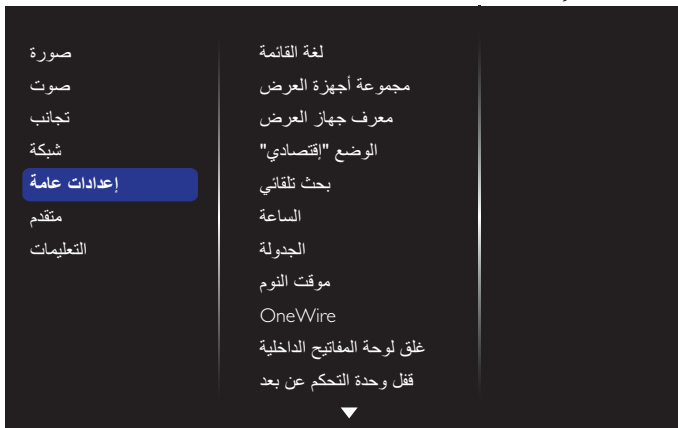 صورة
صوت
تجانب
شبكة
إعدادات عامة
متقدم
التعليمات
لغة القائمة
مجموعة أجهزة العرض
معرف جهاز العرض
الوضع "إقتصادي"
بحث تلقائي
الساعة
الجدولة
موقت النوم
OneWire
غلق لوحة المفاتيح الداخلية
قفل وحدة التحكم عن بعد